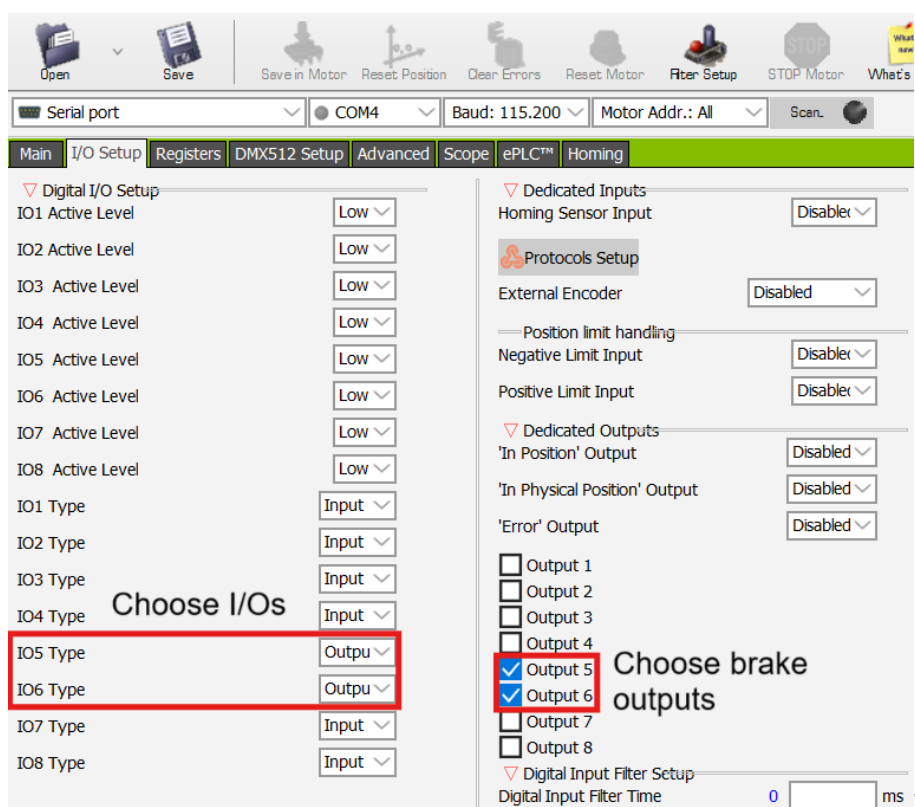 Open
Save
Save in Motor
Reset Position
Clear Errors
Reset Motor
Filter Setup
STOP
STOP Motor
What's new
What's
Serial port
COM4
Baud: 115.200
Motor Addr.: All
Scan.
Main
I/O Setup
Registers
DMX512 Setup
Advanced
Scope
ePLC™
Homing
Digital I/O Setup
IO1 Active Level Low
IO2 Active Level Low
IO3 Active Level Low
IO4 Active Level Low
IO5 Active Level Low
IO6 Active Level Low
IO7 Active Level Low
IO8 Active Level Low
IO1 Type Input
IO2 Type Input
IO3 Type Input
IO4 Type Input
Choose I/Os
IO5 Type Outpu
IO6 Type Outpu
IO7 Type Input
IO8 Type Input
Dedicated Inputs
Homing Sensor Input Disable
Protocols Setup
External Encoder Disabled
Position limit handling
Negative Limit Input Disable
Positive Limit Input Disable
Dedicated Outputs
'In Position' Output Disabled
'In Physical Position' Output Disabled
'Error' Output Disabled
Output 1
Output 2
Output 3
Output 4
Output 5
Output 6
Choose brake
outputs
Output 7
Output 8
Digital Input Filter Setup
Digital Input Filter Time 0 ms